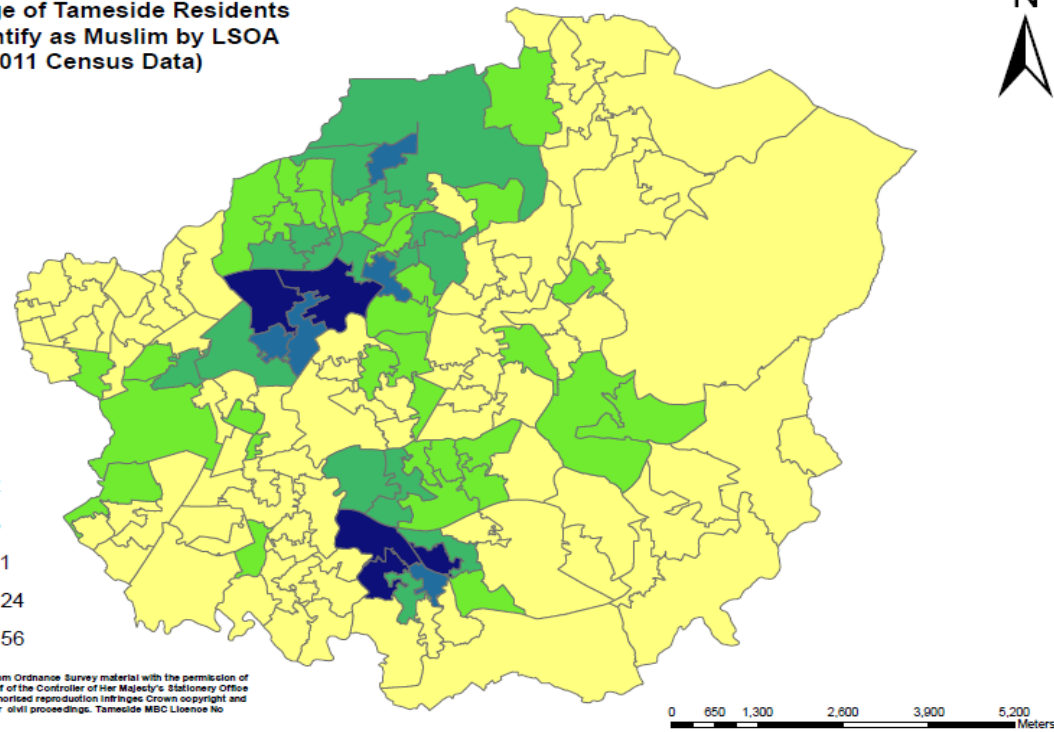 ge of Tameside Residents
ntify as Muslim by LSOA
011 Census Data)
N
1
24
56
om Ordnance Survey material with the permission of
f of the Controller of Her Majesty's Stationery Office
horised reproduction infringes Crown copyright and
r civil proceedings. Tameside MBC Licence No
0 650 1,300 2,600 3,900 5,200
Meters